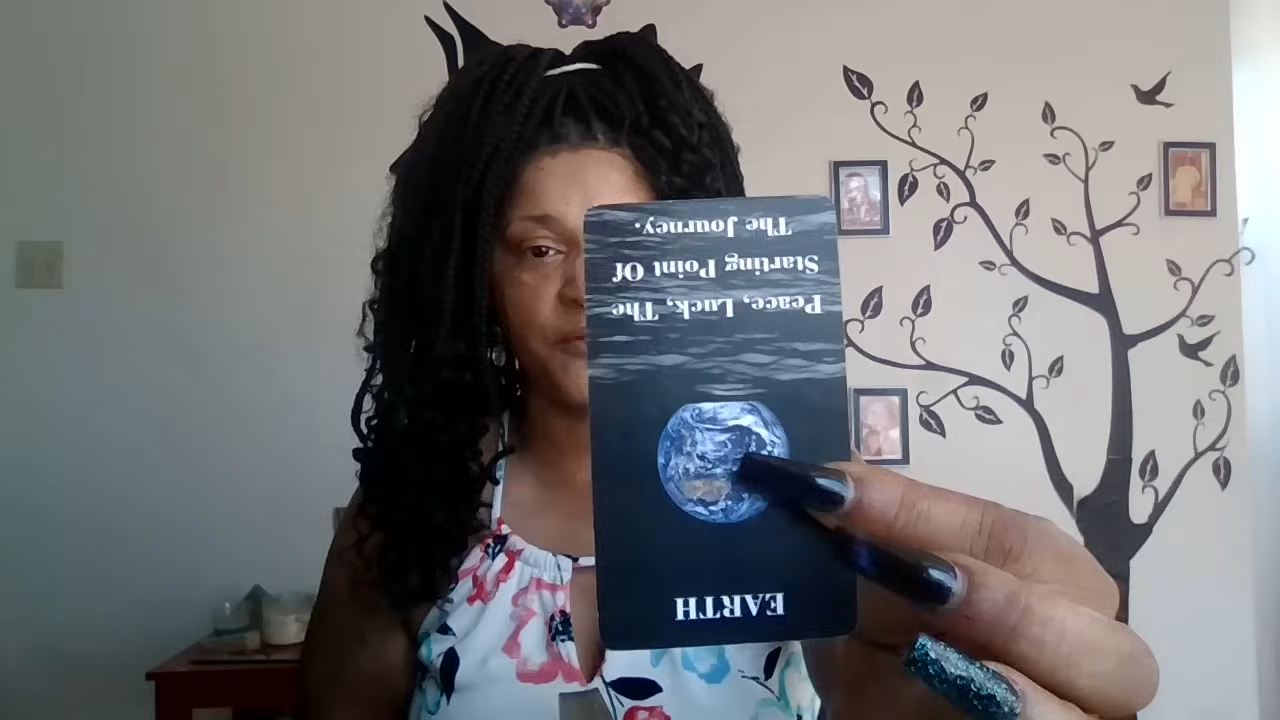 EARTH
Peace, Luck, The
Starting Point Of
The Journey.